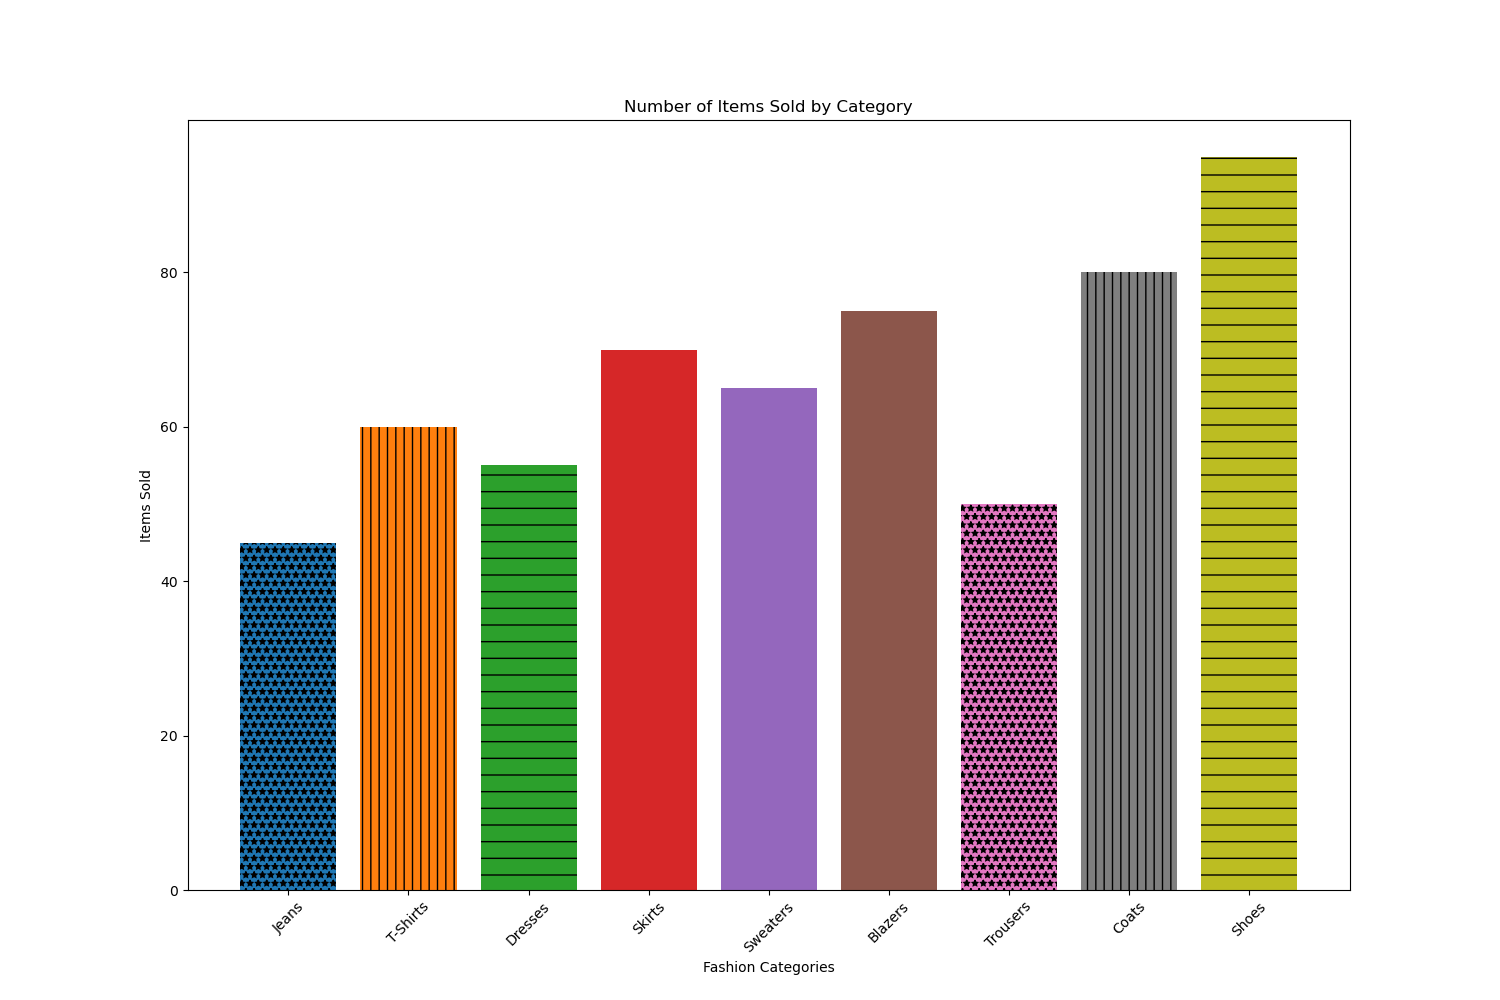 Number of Items Sold by Category
Items Sold
80
60
40
20
0
Jeans
T-Shirts
Dresses
Skirts
Sweaters
Blazers
Trousers
Coats
Shoes
Fashion Categories